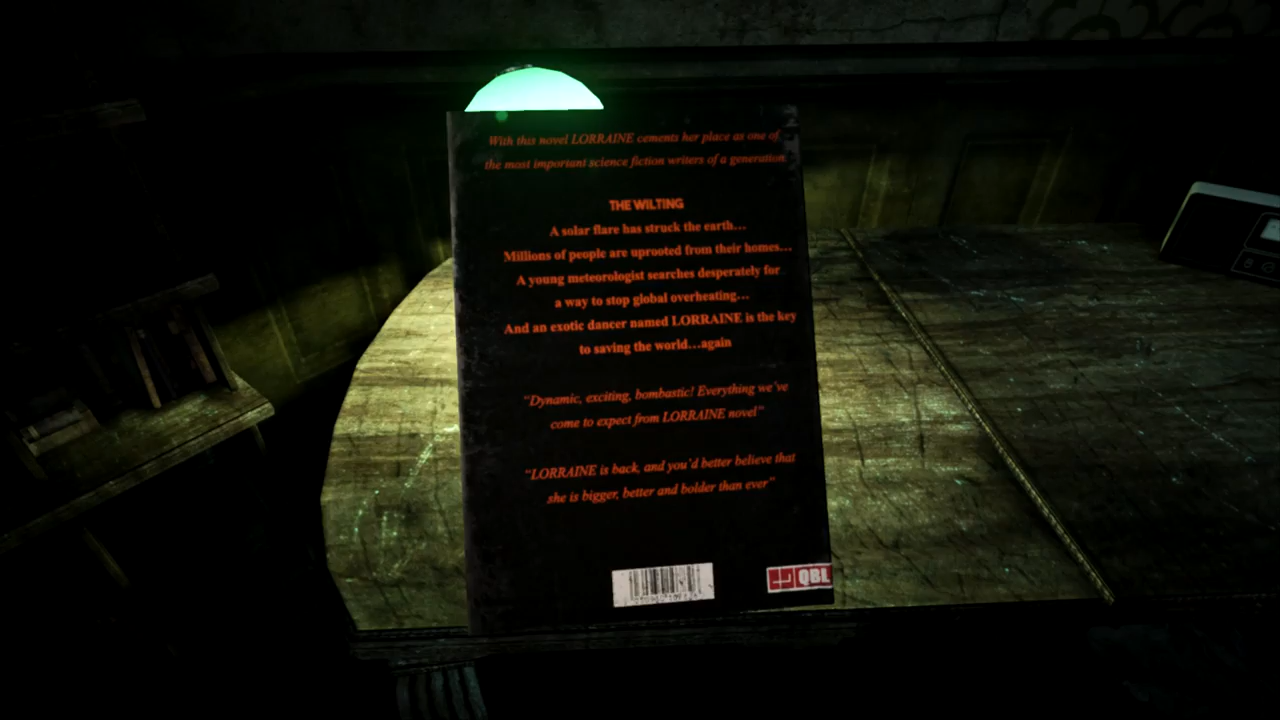 With this novel LORRAINE cements her place as one of
the most important science fiction writers of a generation
THE WILTING
A solar flare has struck the earth...
Millions of people are uprooted from their homes...
A young meteorologist searches desperately for
a way to stop global overheating...
And an exotic dancer named LORRAINE is the key
to saving the world...again
"Dynamic, exciting, bombastic! Everything we've
come to expect from LORRAINE novel"
"LORRAINE is back, and you'd better believe that
she is bigger, better and bolder than ever"
QBL